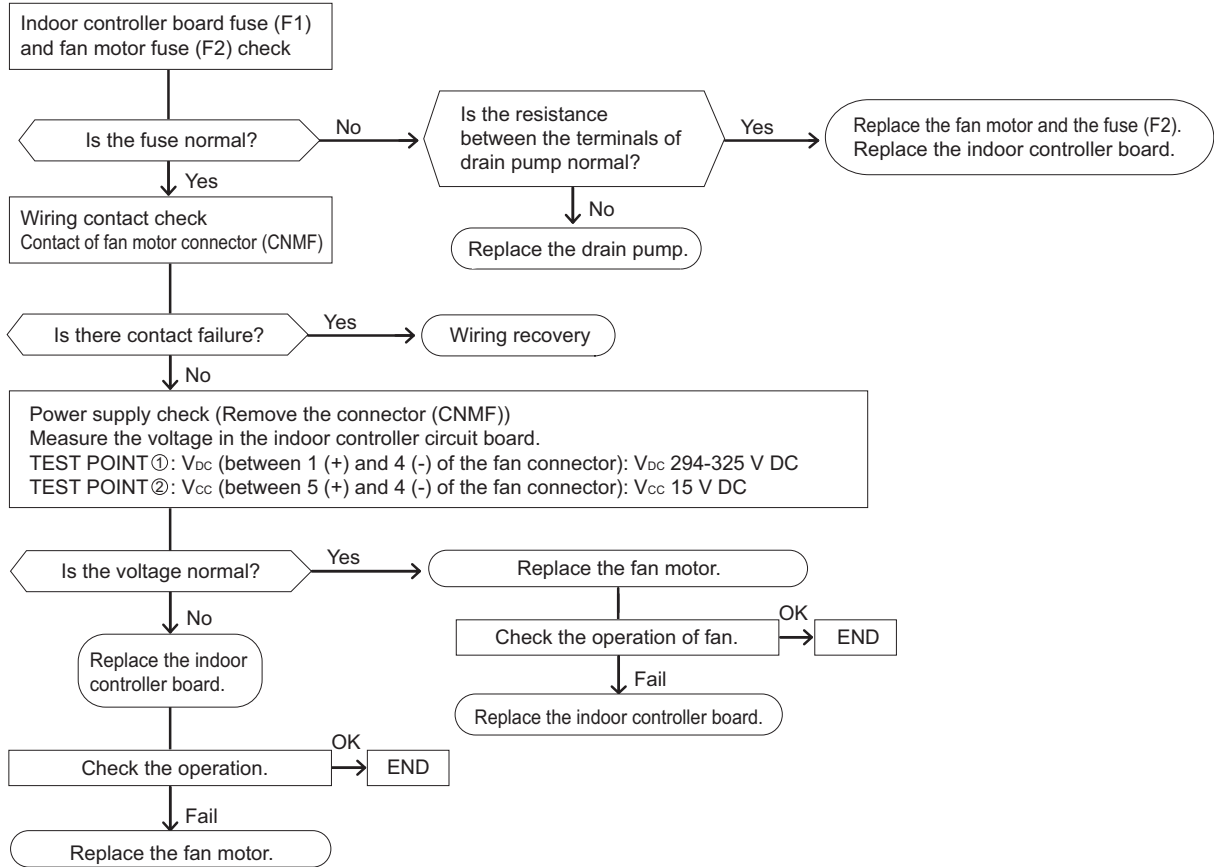 Indoor controller board fuse (F1)
and fan motor fuse (F2) check
Is the fuse normal?
No
Is the resistance
between the terminals of
drain pump normal?
Yes
Replace the fan motor and the fuse (F2).
Replace the indoor controller board.
No
Replace the drain pump.
Yes
Wiring contact check
Contact of fan motor connector (CNMF)
Is there contact failure?
Yes
Wiring recovery
No
Power supply check (Remove the connector (CNMF))
Measure the voltage in the indoor controller circuit board.
TEST POINT ①: VDC (between 1 (+) and 4 (-) of the fan connector): VDC 294-325 V DC
TEST POINT ②: VCC (between 5 (+) and 4 (-) of the fan connector): VCC 15 V DC
Is the voltage normal?
Yes
Replace the fan motor.
Check the operation of fan.
OK
END
Fail
Replace the indoor controller board.
No
Replace the indoor
controller board.
Check the operation.
OK
END
Fail
Replace the fan motor.